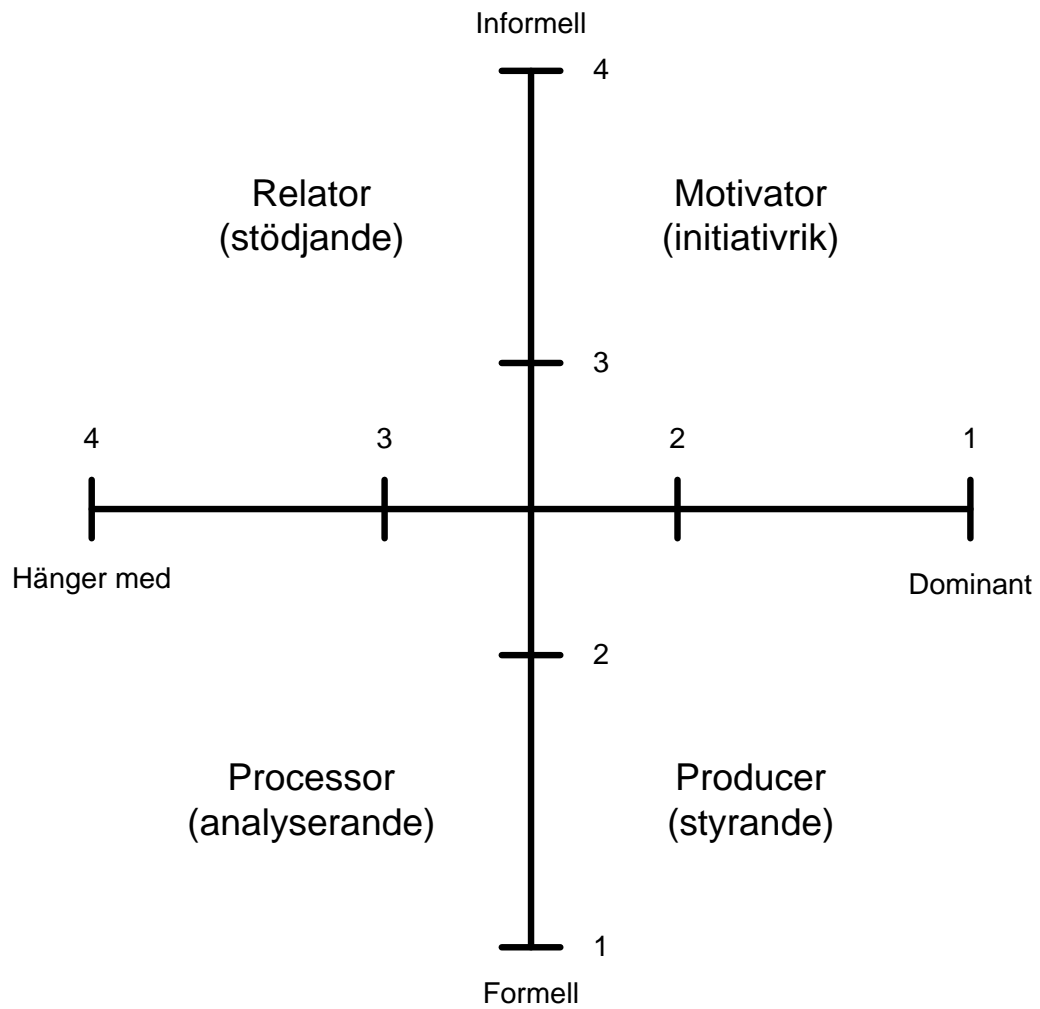 Informell
4
Relator
(stödjande)
Motivator
(initiativrik)
3
4
3
2
1
Hänger med
Dominant
2
Processor
(analyserande)
Producer
(styrande)
1
Formell